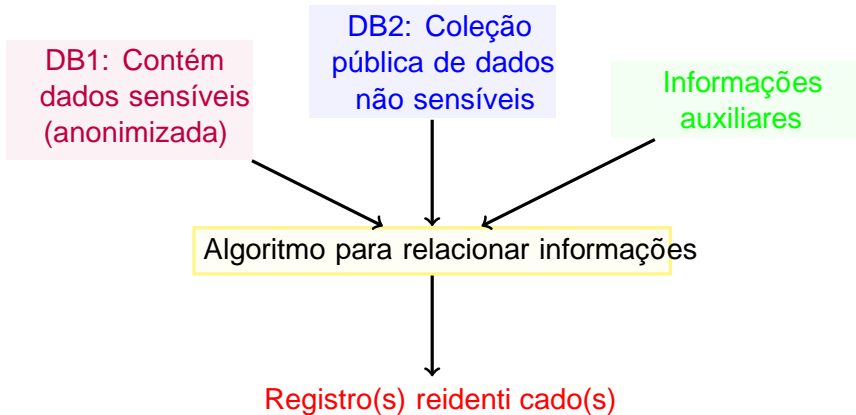 DB1: Contém
dados sensíveis
(anonimizada)
DB2: Coleção
pública de dados
não sensíveis
Informações
auxiliares
Algoritmo para relacionar informações
Registro(s) reidenti cado(s)